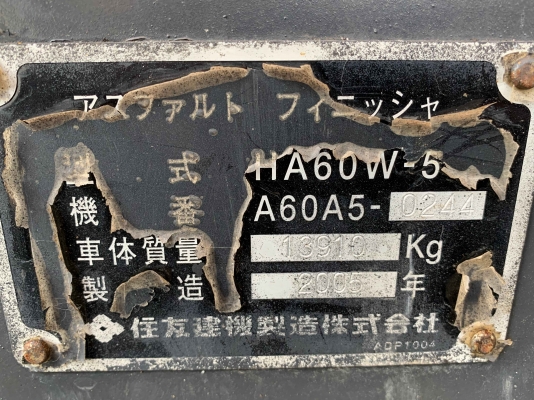 アスファルト フィニッシャ
型 式 HA60W-5
機 番 A60A5-0244
車体質量 13910 Kg
製 造 2005 年
住友建機製造株式会社
ADP1004